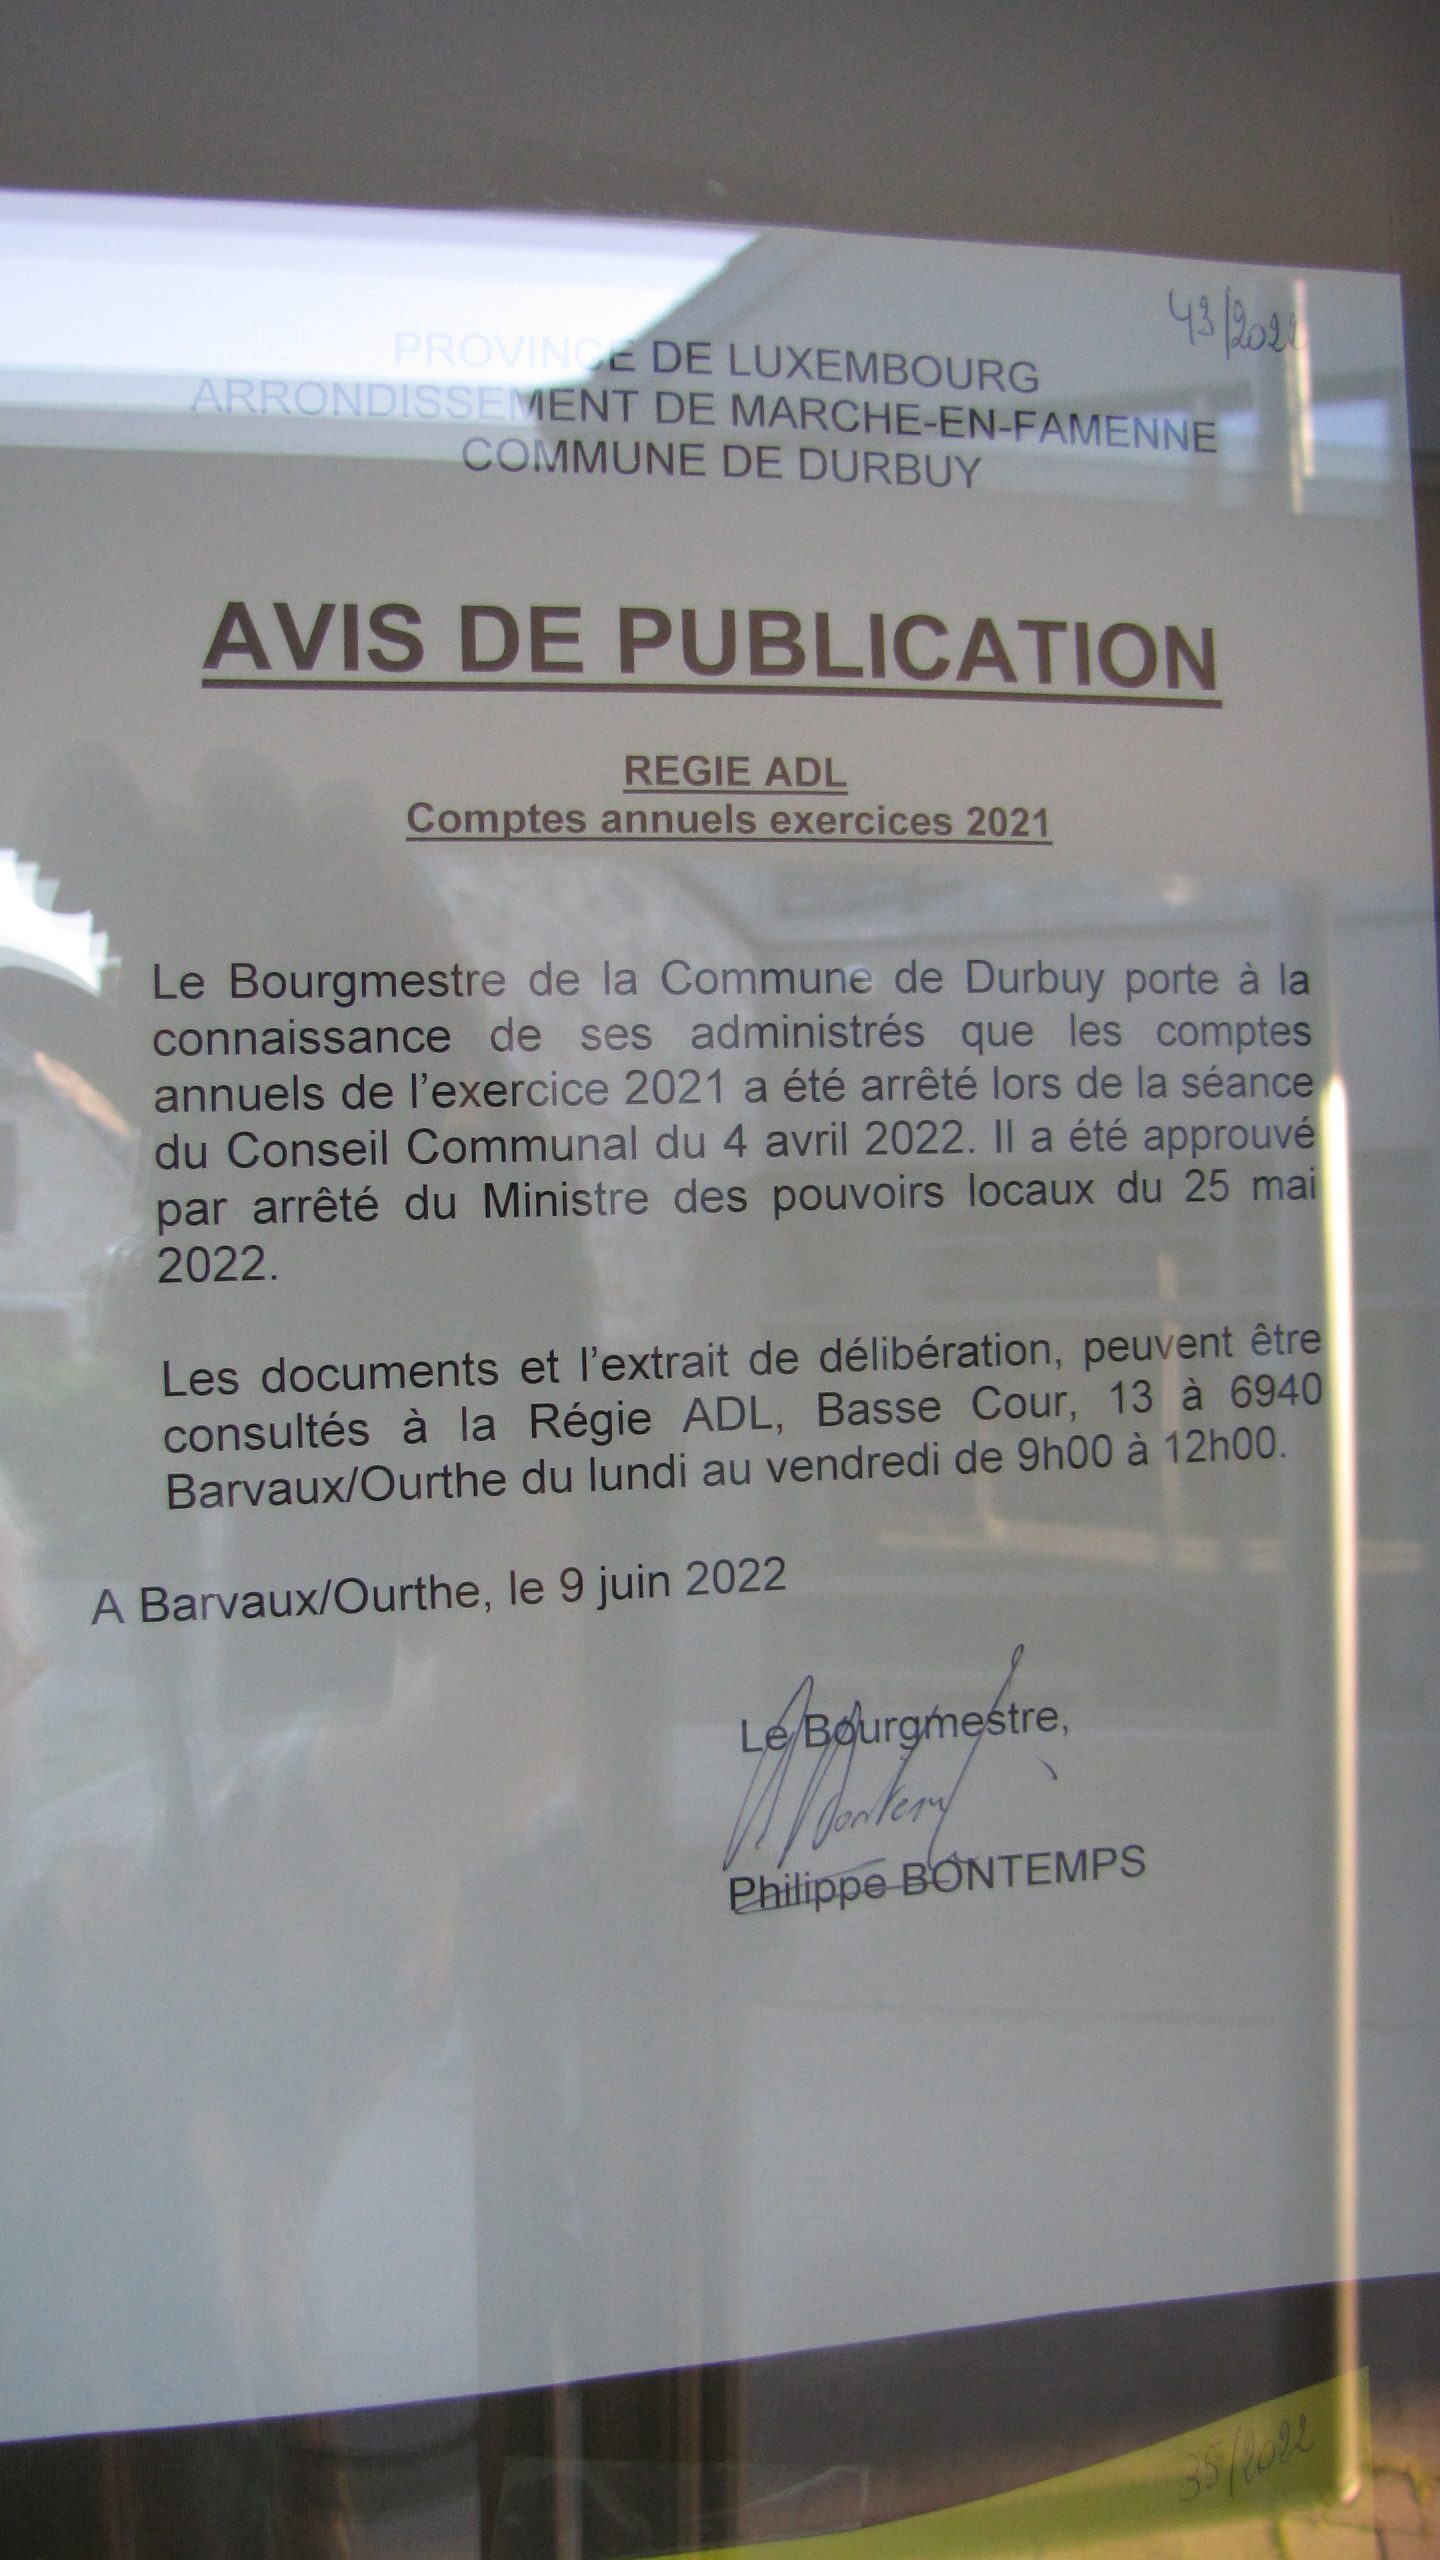 43/2022
PROVINCE DE LUXEMBOURG
ARRONDISSEMENT DE MARCHE-EN-FAMENNE
COMMUNE DE DURBUY
AVIS DE PUBLICATION
REGIE ADL
Comptes annuels exercices 2021
Le Bourgmestre de la Commune de Durbuy porte à la
connaissance de ses administrés que les comptes
annuels de l'exercice 2021 a été arrêté lors de la séance
du Conseil Communal du 4 avril 2022. Il a été approuvé
par arrêté du Ministre des pouvoirs locaux du 25 mai
2022.
Les documents et l'extrait de délibération, peuvent être
consultés à la Régie ADL, Basse Cour, 13 à 6940
Barvaux/Ourthe du lundi au vendredi de 9h00 à 12h00.
A Barvaux/Ourthe, le 9 juin 2022
Le Bourgmestre,
Philippe BONTEMPS
35/2022